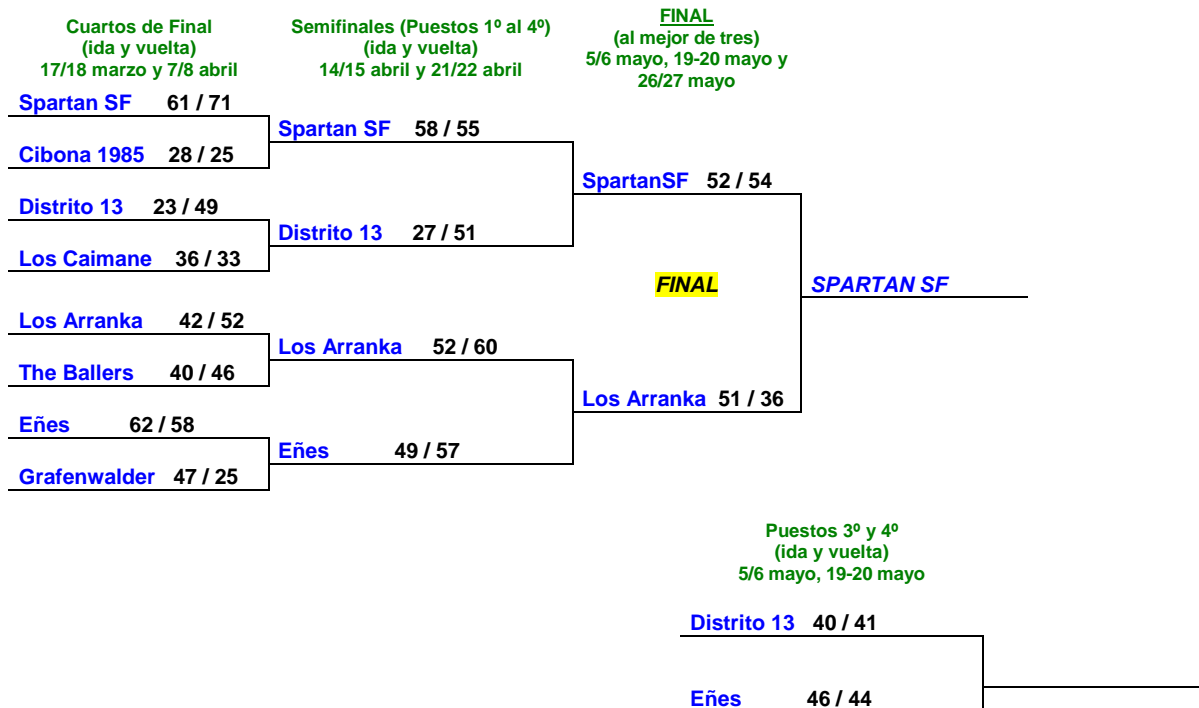 Cuartos de Final
(ida y vuelta)
17/18 marzo y 7/8 abril
Semifinales (Puestos 1º al 4º)
(ida y vuelta)
14/15 abril y 21/22 abril
FINAL
(al mejor de tres)
5/6 mayo, 19-20 mayo y
26/27 mayo
Spartan SF 61 / 71
Cibona 1985 28 / 25
Distrito 13 23 / 49
Los Caimane 36 / 33
Los Arranka 42 / 52
The Ballers 40 / 46
Eñes 62 / 58
Grafenwalder 47 / 25
Spartan SF 58 / 55
Distrito 13 27 / 51
Los Arranka 52 / 60
Eñes 49 / 57
SpartanSF 52 / 54
FINAL
Los Arranka 51 / 36
SPARTAN SF
Puestos 3º y 4º
(ida y vuelta)
5/6 mayo, 19-20 mayo
Distrito 13 40 / 41
Eñes 46 / 44